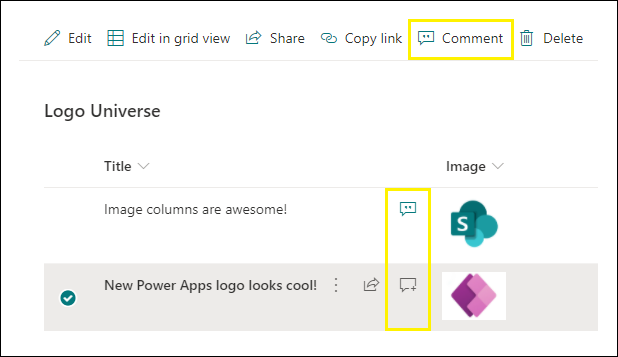 Edit Edit in grid view Share Copy link Comment Delete
Logo Universe
Title Image
Image columns are awesome!
S
New Power Apps logo looks cool!